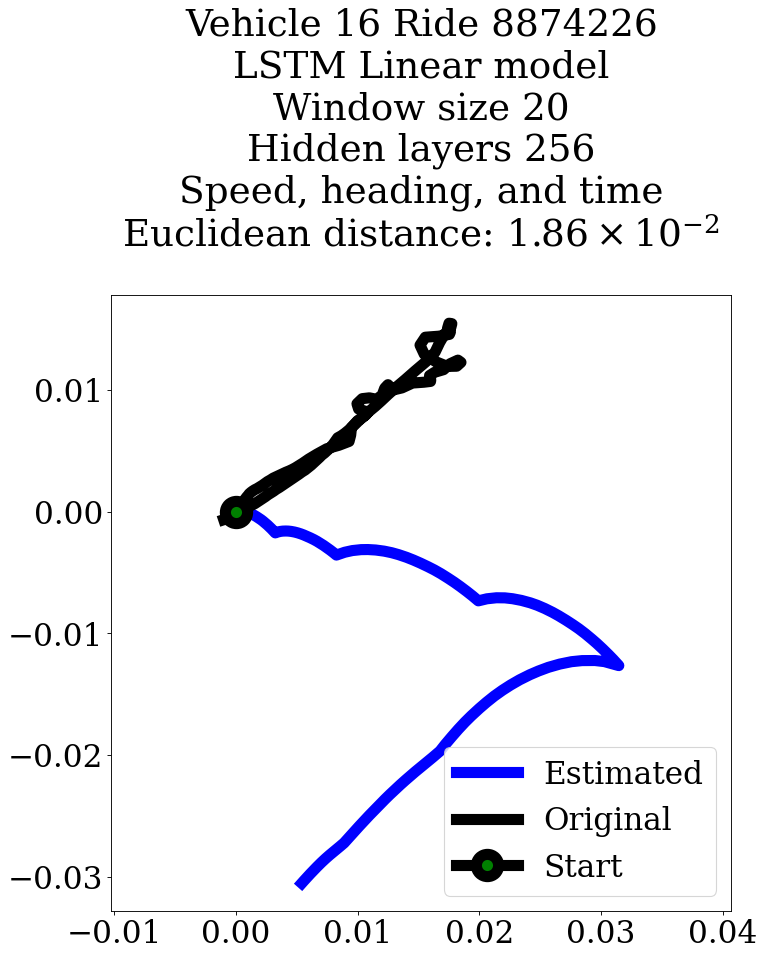 Vehicle 16 Ride 8874226
LSTM Linear model
Window size 20
Hidden layers 256
Speed, heading, and time
Euclidean distance: 1.86 × 10⁻²
0.01
0.00
−0.01
−0.02
−0.03
Estimated
Original
Start
−0.01 0.00 0.01 0.02 0.03 0.04